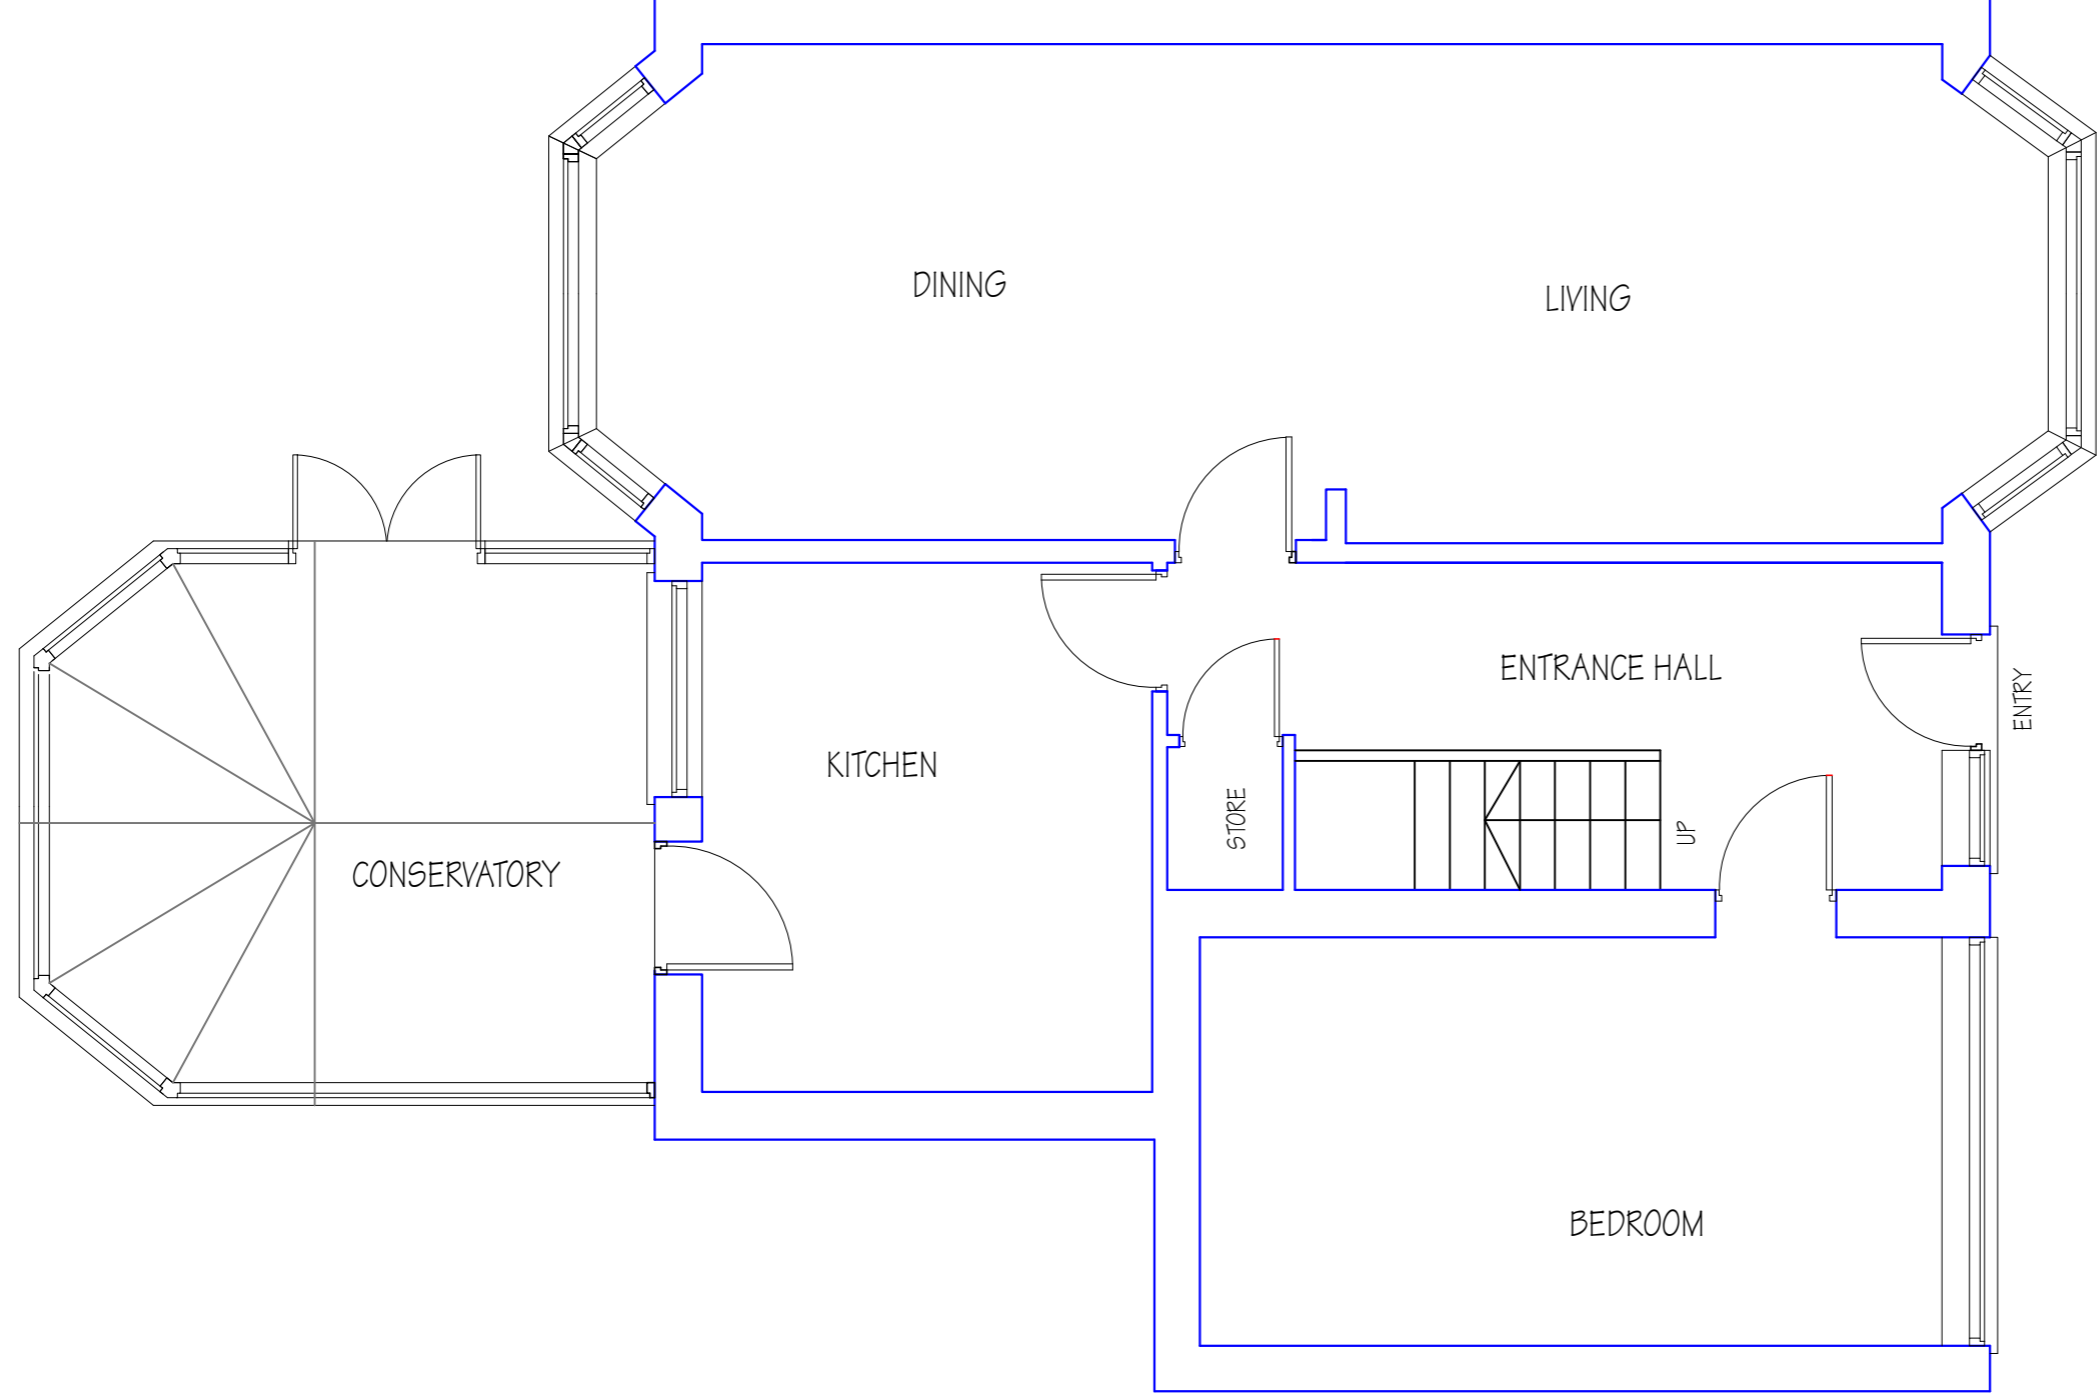 DINING
LIVING
ENTRANCE HALL
ENTRY
KITCHEN
STORE
UP
CONSERVATORY
BEDROOM